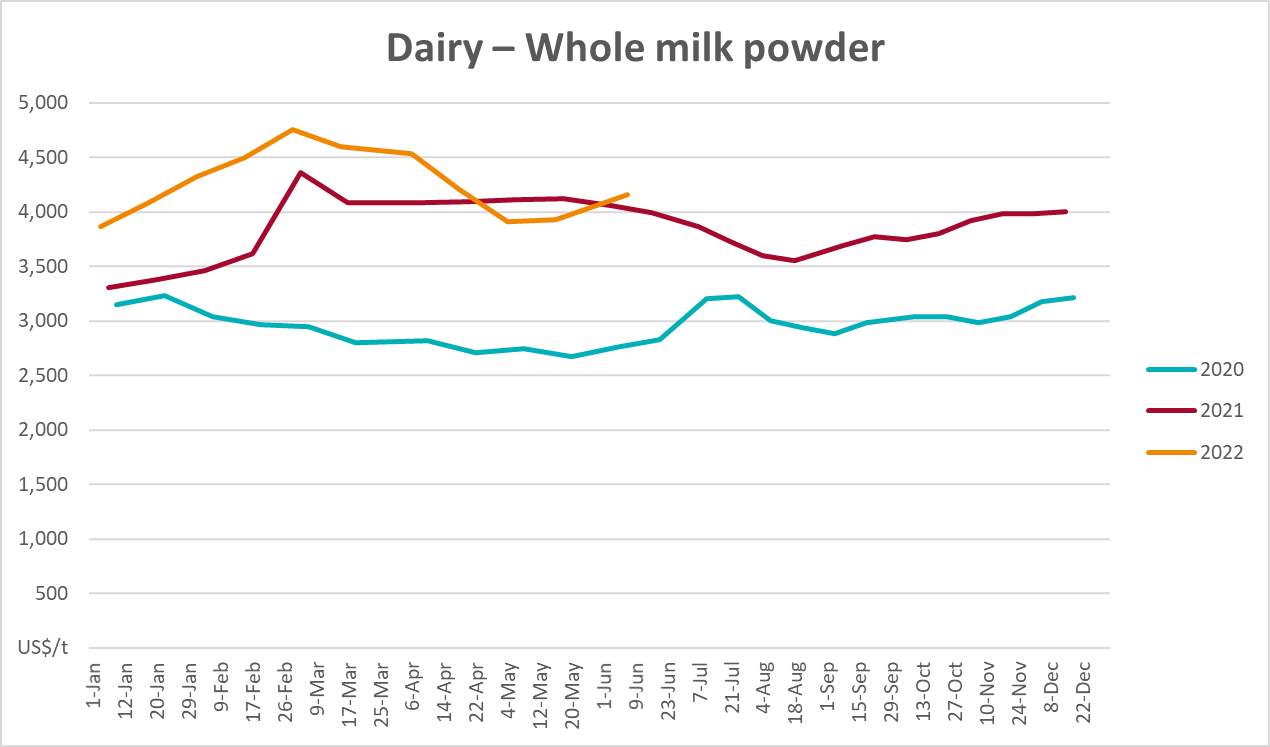 Dairy – Whole milk powder
5,000
4,500
4,000
3,500
3,000
2,500
2,000
1,500
1,000
500
US$/t
1-Jan
12-Jan
20-Jan
29-Jan
9-Feb
17-Feb
26-Feb
9-Mar
17-Mar
25-Mar
6-Apr
14-Apr
22-Apr
4-May
12-May
20-May
1-Jun
9-Jun
23-Jun
7-Jul
21-Jul
4-Aug
18-Aug
1-Sep
15-Sep
29-Sep
13-Oct
27-Oct
10-Nov
24-Nov
8-Dec
22-Dec
2020
2021
2022